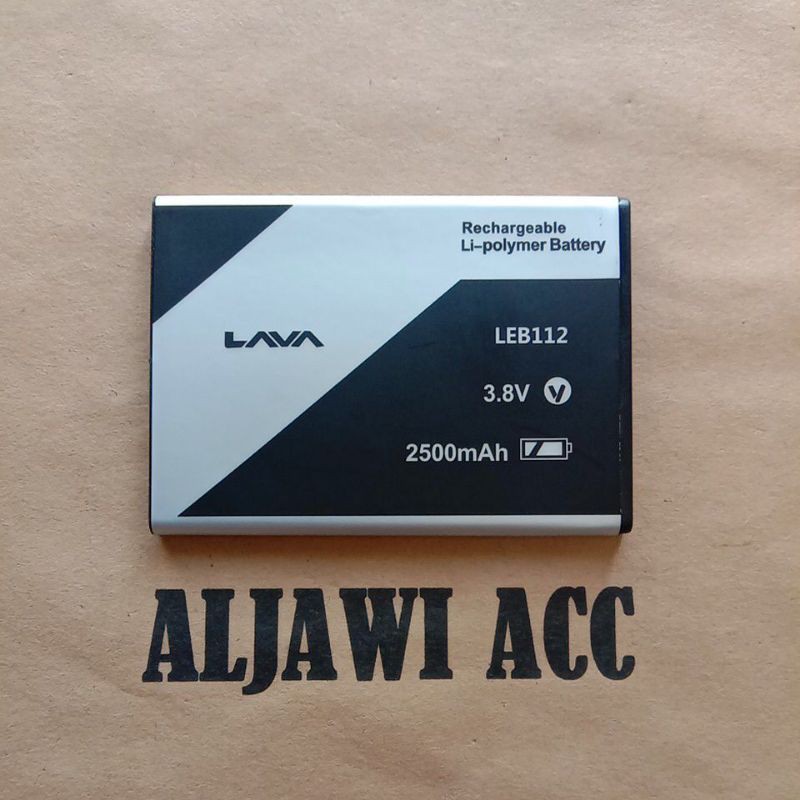 Rechargeable
Li-polymer Battery
LAVA
LEB112
3.8V
2500mAh
ALJAWI ACC